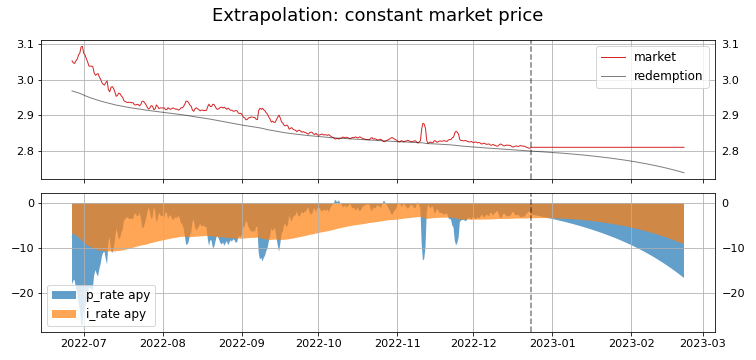 Extrapolation: constant market price
3.1 3.1
3.0 3.0
2.9 2.9
2.8 2.8
market
redemption
0 0
−10 −10
−20 −20
p_rate apy
i_rate apy
2022-07 2022-08 2022-09 2022-10 2022-11 2022-12 2023-01 2023-02 2023-03